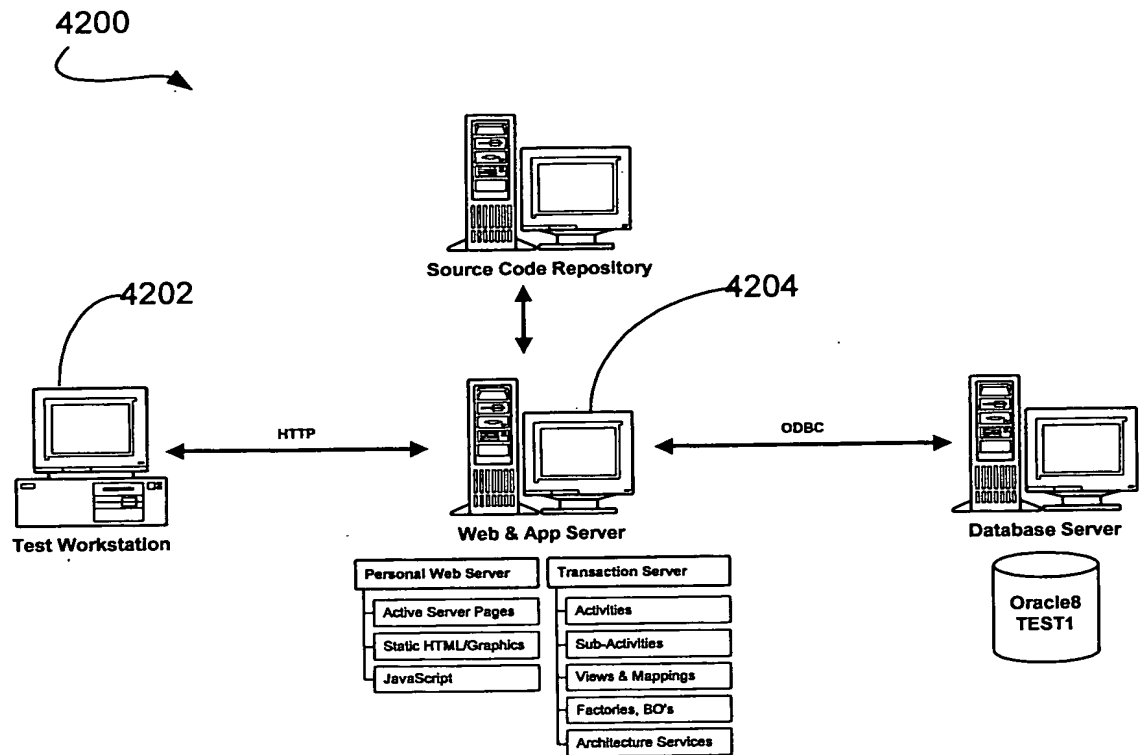 4200
Source Code Repository
4202
4204
HTTP
ODBC
Test Workstation
Web & App Server
Database Server
Personal Web Server
Active Server Pages
Static HTML/Graphics
JavaScript
Transaction Server
Activities
Sub-Activities
Views & Mappings
Factories, BO's
Architecture Services
Oracle8
TEST1